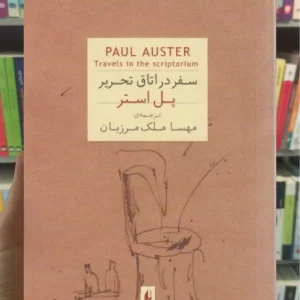 PAUL AUSTER
Travels in the scriptorium
سفر در اتاق تحریر
پل استر
ترجمه‌ی
مهسا ملک مرزبان